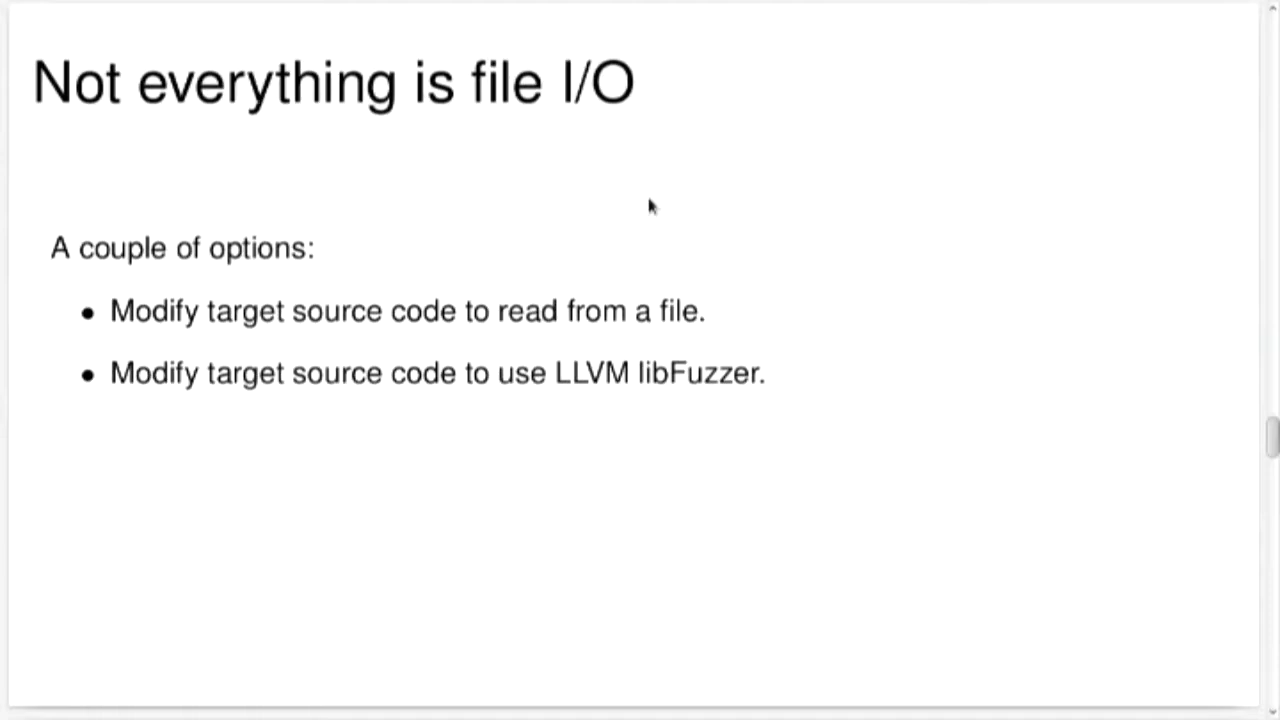 Not everything is file I/O
A couple of options:
• Modify target source code to read from a file.
• Modify target source code to use LLVM libFuzzer.